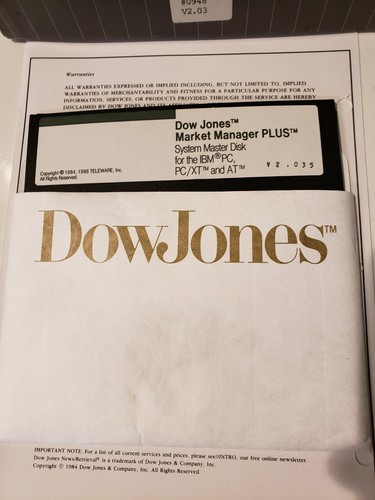 #0948
V2.03
Warranties
ALL WARRANTIES EXPRESSED OR IMPLIED INCLUDING, BUT NOT LIMITED TO, IMPLIED
WARRANTIES OF MERCHANTABILITY AND FITNESS FOR A PARTICULAR PURPOSE FOR ANY
INFORMATION, SERVICES, OR PRODUCTS PROVIDED THROUGH THE SERVICE ARE HEREBY
DISCLAIMED BY DOW JONES AND ITS
Dow Jones™
Market Manager PLUS™
System Master Disk
for the IBM® PC,
PC/XT™ and AT™
V2.035
Copyright © 1984, 1986 TELEWARE, Inc.
All Rights Reserved.
DowJones™
IMPORTANT NOTE: For a list of all current services and prices, please see//INTRO, our free online newsletter.
Dow Jones News/Retrieval® is a trademark of Dow Jones & Company, Inc.
Copyright © 1984 Dow Jones & Company, Inc. All Rights Reserved.